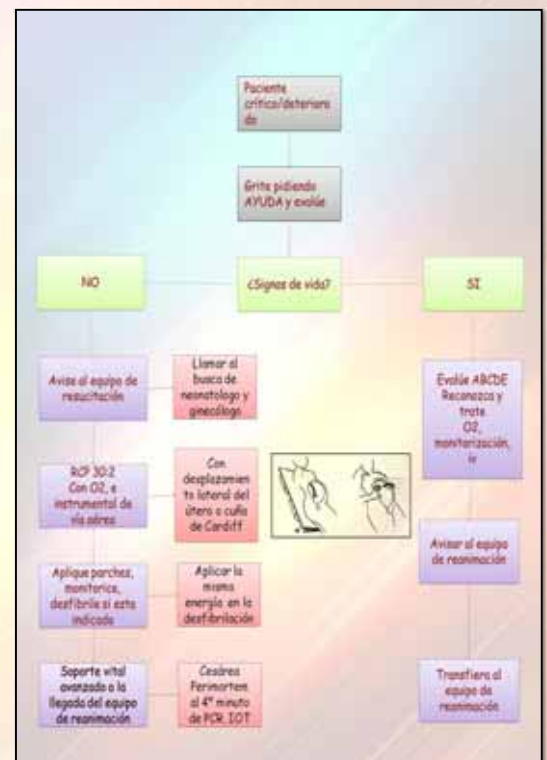 Paciente
crítico/deteriora
do
Grite pidiendo
AYUDA y evalúe
NO
¿Signos de vida?
SI
Avise al equipo de
resucitación
Llamar al
busca de
neonatologo y
ginecólogo
Evalúe ABCDE
Reconozca y
trate
O2,
monitorización,
iv
RCP 30:2
Con O2, e
instrumental de
vía aérea
Con
desplazamien
to lateral del
útero o cuña
de Cardiff
Avisar al equipo
de reanimación
Aplique parches,
monitorice,
desfibrile si esta
indicado
Aplicar la
misma
energía en la
desfibrilación
Soporte vital
avanzado a la
llegada del equipo
de reanimación
Cesárea
Perimortem
al 4º minuto
de PCR, IOT
Transfiera al
equipo de
reanimación